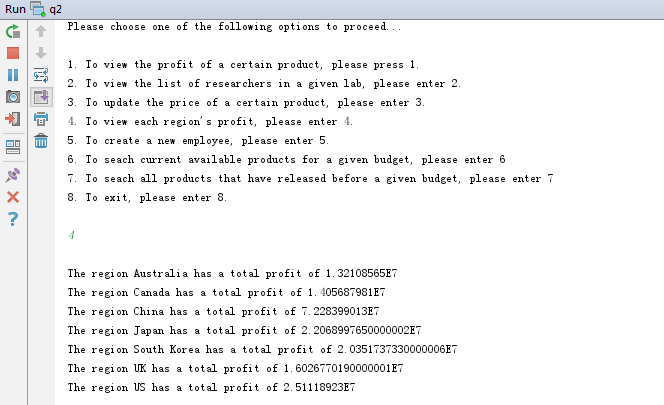 Run q2
Please choose one of the following options to proceed...
1. To view the profit of a certain product, please press 1.
2. To view the list of researchers in a given lab, please enter 2.
3. To update the price of a certain product, please enter 3.
4. To view each region's profit, please enter 4.
5. To create a new employee, please enter 5.
6. To seach current available products for a given budget, please enter 6
7. To seach all products that have released before a given budget, please enter 7
8. To exit, please enter 8.
4
The region Australia has a total profit of 1.32108565E7
The region Canada has a total profit of 1.405687981E7
The region China has a total profit of 7.228399013E7
The region Japan has a total profit of 2.2068997650000002E7
The region South Korea has a total profit of 2.0351737330000006E7
The region UK has a total profit of 1.6026770190000001E7
The region US has a total profit of 2.51118923E7